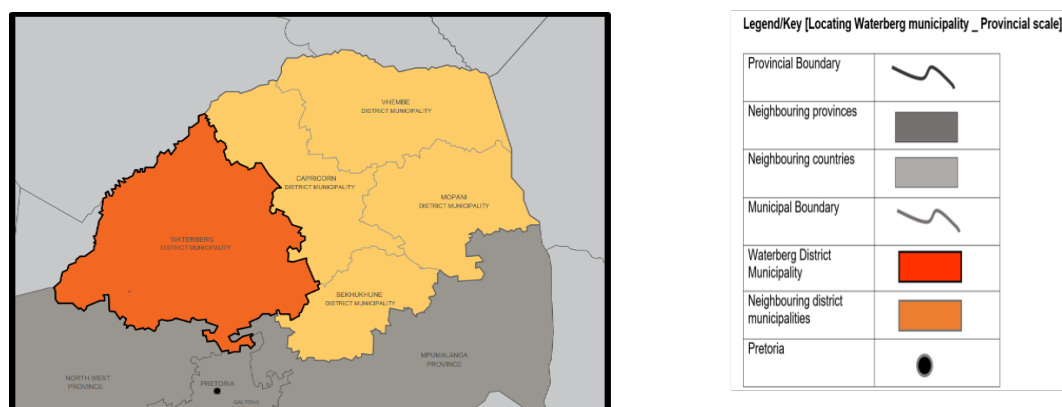 VHEMBE
DISTRICT MUNICIPALITY
CAPRICORN
DISTRICT MUNICIPALITY
MOPANI
DISTRICT MUNICIPALITY
WATERBERG
DISTRICT MUNICIPALITY
SEKHUKHUNE
DISTRICT MUNICIPALITY
MPUMALANGA
PROVINCE
NORTH WEST
PROVINCE
PRETORIA
GAUTENG
Legend/Key [Locating Waterberg municipality _ Provincial scale]
Provincial Boundary
Neighbouring provinces
Neighbouring countries
Municipal Boundary
Waterberg District
Municipality
Neighbouring district
municipalities
Pretoria